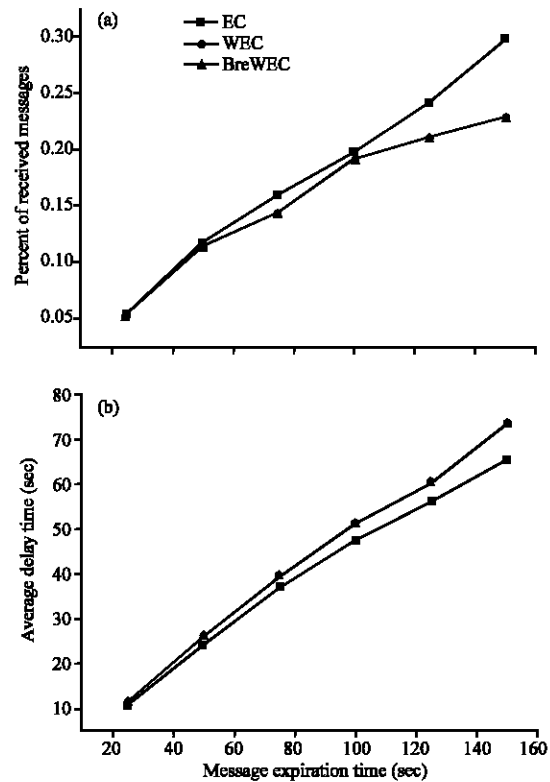 (a)
EC
WEC
BreWEC
Percent of received messages
0.30
0.25
0.20
0.15
0.10
0.05
(b)
Average delay time (sec)
80
70
60
50
40
30
20
10
20 40 60 80 100 120 140 160
Message expiration time (sec)